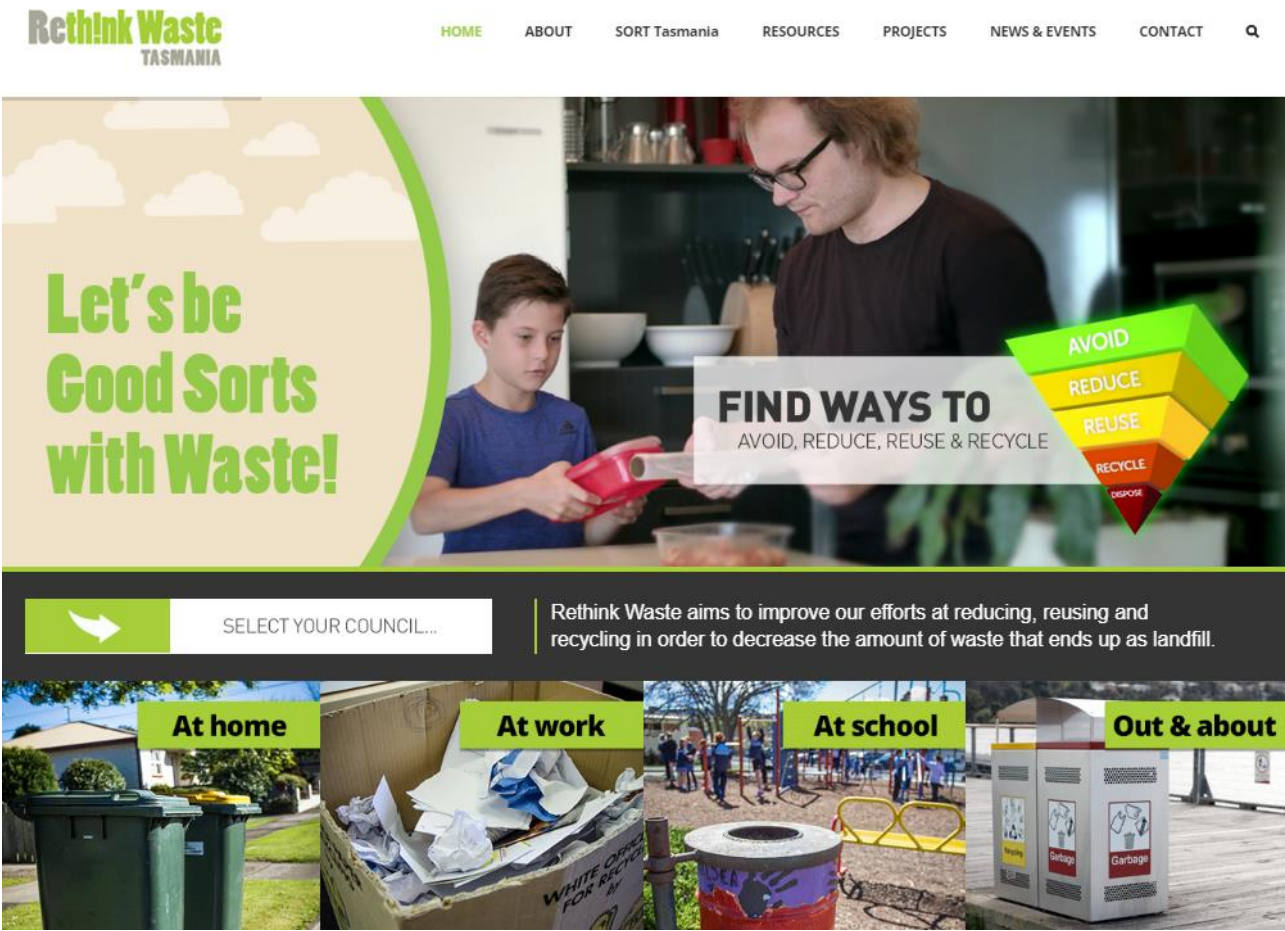 Reth!nk Waste
TASMANIA
HOME ABOUT SORT Tasmania RESOURCES PROJECTS NEWS & EVENTS CONTACT
Let's be
Good Sorts
with Waste!
FIND WAYS TO
AVOID, REDUCE, REUSE & RECYCLE
AVOID
REDUCE
REUSE
RECYCLE
DISPOSE
SELECT YOUR COUNCIL...
Rethink Waste aims to improve our efforts at reducing, reusing and
recycling in order to decrease the amount of waste that ends up as landfill.
At home
At work
WHITE OFFICE
FOR RECYC
by
At school
Out & about
Recycling
Garbage
Garbage